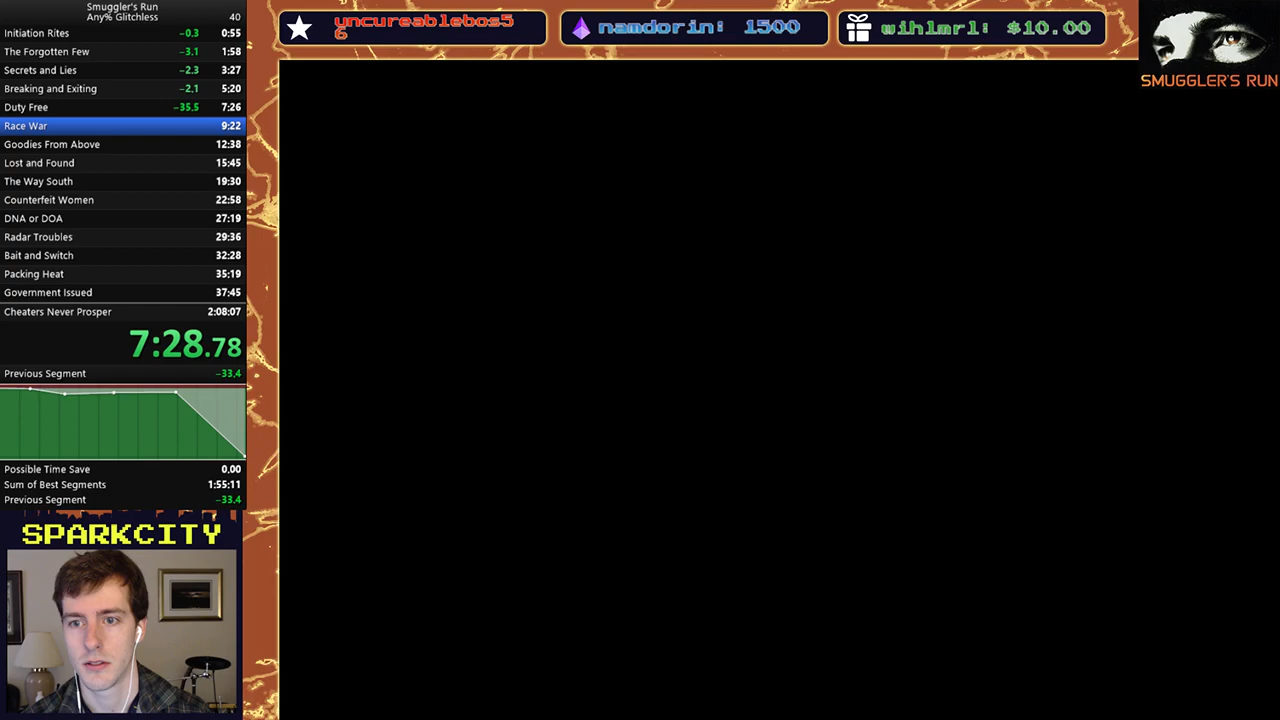 Smuggler's Run
Any% Glitchless 40
Initiation Rites -0.3 0:55
The Forgotten Few -3.1 1:58
Secrets and Lies -2.3 3:27
Breaking and Exiting -2.1 5:20
Duty Free -35.5 7:26
Race War 9:22
Goodies From Above 12:38
Lost and Found 15:45
The Way South 19:30
Counterfeit Women 22:58
DNA or DOA 27:19
Radar Troubles 29:36
Bait and Switch 32:28
Packing Heat 35:19
Government Issued 37:45
Cheaters Never Prosper 2:08:07
7:28.78
Previous Segment -33.4
Possible Time Save 0.00
Sum of Best Segments 1:55:11
Previous Segment -33.4
SPARKCITY
uncureablebos5
6
namdorin: 1500
wihlmrl: $10.00
SMUGGLER'S RUN